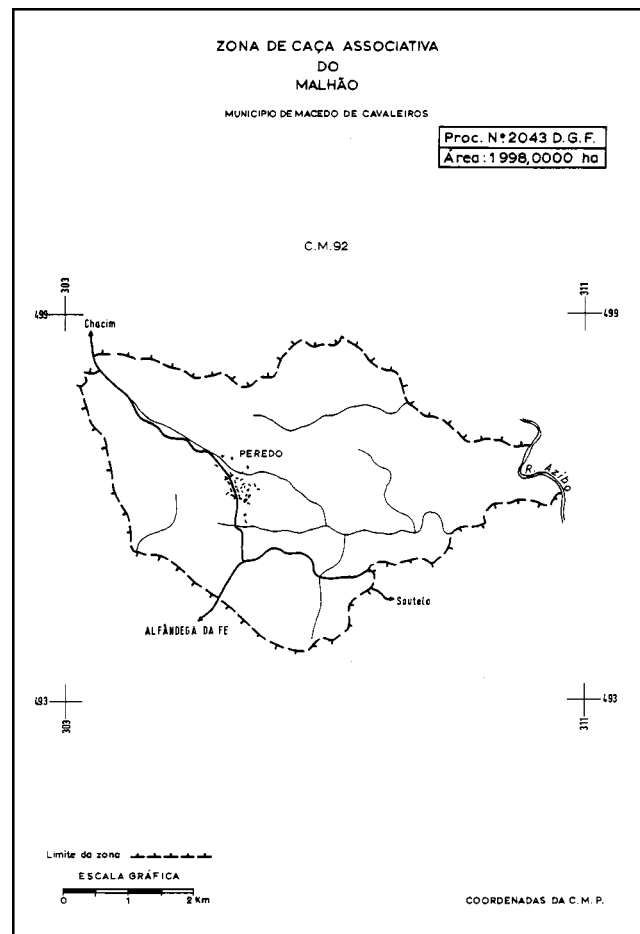 ZONA DE CAÇA ASSOCIATIVA
DO
MALHÃO
MUNICIPIO DE MACEDO DE CAVALEIROS
Proc. Nº 2043 D.G.F.
Área: 1 998,0000 ha
C.M. 92
303
311
499
499
Chacim
PEREDO
R. Azibo
Soutelo
ALFÂNDEGA DA FE
493
493
303
311
Limite da zona
ESCALA GRÁFICA
0 1 2 Km
COORDENADAS DA C.M.P.